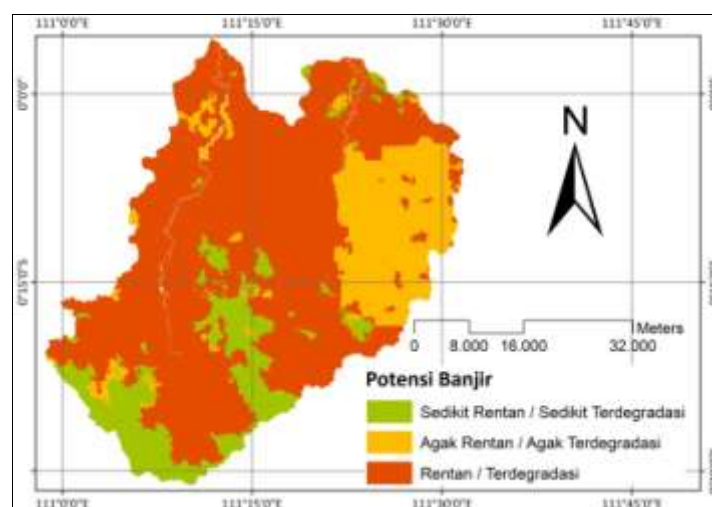 111°0'0"E 111°15'0"E 111°30'0"E 111°45'0"E
0°0'0"
N
0°15'0"S
Meters
0 8.000 16.000 32.000
Potensi Banjir
Sedikit Rentan / Sedikit Terdegradasi
Agak Rentan / Agak Terdegradasi
Rentan / Terdegradasi
111°0'0"E 111°15'0"E 111°30'0"E 111°45'0"E